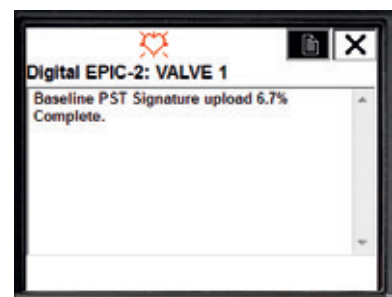 Digital EPIC-2: VALVE 1
Baseline PST Signature upload 6.7%
Complete.